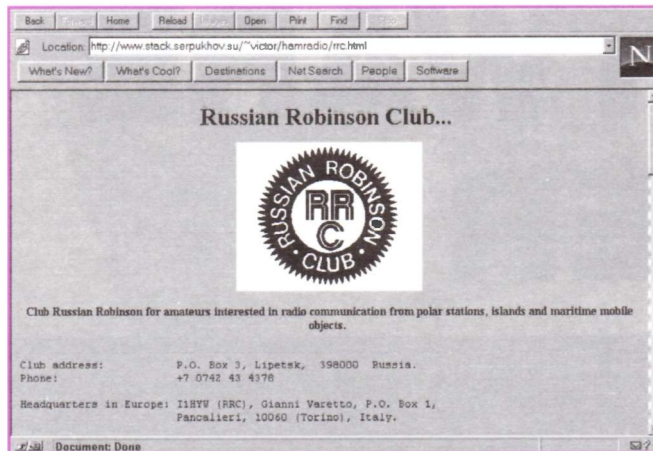 Back Forward Home Reload Images Open Print Find Stop
Location: http://www.stack.serpukhov.su/~victor/hamradio/rrc.html
N
What's New? What's Cool? Destinations Net Search People Software
Russian Robinson Club...
RUSSIAN ROBINSON
RR
C
· CLUB ·
Club Russian Robinson for amateurs interested in radio communication from polar stations, islands and maritime mobile
objects.
Club address: P.O. Box 3, Lipetsk, 398000 Russia.
Phone: +7 0742 43 4378
Headquarters in Europe: I1HYW (RRC), Gianni Varetto, P.O. Box 1,
Pancalieri, 10060 (Torino), Italy.
Document: Done